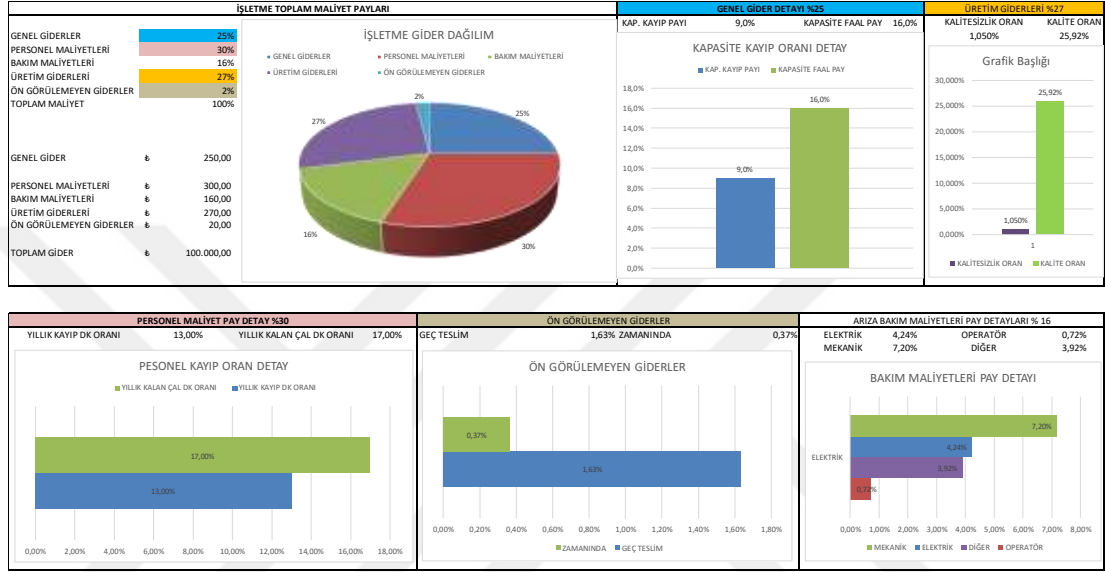 İŞLETME TOPLAM MALİYET PAYLARI
GENEL GİDERLER 25%
PERSONEL MALİYETLERİ 30%
BAKIM MALİYETLERİ 16%
ÜRETİM GİDERLERİ 27%
ÖN GÖRÜLEMEYEN GİDERLER 2%
TOPLAM MALİYET 100%
GENEL GİDER ₺ 250,00
PERSONEL MALİYETLERİ 300,00
BAKIM MALİYETLERİ ₺ 160,00
ÜRETİM GİDERLERİ ₺ 270,00
ÖN GÖRÜLEMEYEN GİDERLER ₺ 20,00
TOPLAM GİDER ₺ 100.000,00
İŞLETME GİDER DAĞILIM
GENEL GİDERLER PERSONEL MALİYETLERİ BAKIM MALİYETLERİ
ÜRETİM GİDERLERİ ÖN GÖRÜLEMEYEN GİDERLER
2%
25%
27%
16%
30%
GENEL GİDER DETAYI %25
KAP. KAYIP PAYI 9,0% KAPASİTE FAAL PAY 16,0%
KAPASİTE KAYIP ORANI DETAY
KAP. KAYIP PAYI KAPASİTE FAAL PAY
18,0%
16,0%
14,0%
12,0%
10,0%
8,0%
6,0%
4,0%
2,0%
0,0%
16,0%
9,0%
ÜRETİM GİDERLERİ %27
KALİTESİZLİK ORAN KALİTE ORAN
1,050% 25,92%
Grafik Başlığı
30,000%
25,000%
20,000%
15,000%
10,000%
5,000%
0,000%
25,92%
1,050%
1
KALİTESİZLİK ORAN KALİTE ORAN
PERSONEL MALİYET PAY DETAY %30
YILLIK KAYIP DK ORANI 13,00% YILLIK KALAN ÇAL DK ORANI 17,00%
PESONEL KAYIP ORAN DETAY
YILLIK KALAN ÇAL DK ORANI YILLIK KAYIP DK ORANI
17,00%
13,00%
0,00% 2,00% 4,00% 6,00% 8,00% 10,00% 12,00% 14,00% 16,00% 18,00%
ÖN GÖRÜLEMEYEN GİDERLER
GEÇ TESLİM 1,63% ZAMANINDA 0,37%
ÖN GÖRÜLEMEYEN GİDERLER
0,37%
1,63%
0,00% 0,20% 0,40% 0,60% 0,80% 1,00% 1,20% 1,40% 1,60% 1,80%
ZAMANINDA GEÇ TESLİM
ARIZA BAKIM MALİYETLERİ PAY DETAYLARI % 16
ELEKTRİK 4,24% OPERATÖR 0,72%
MEKANİK 7,20% DİĞER 3,92%
BAKIM MALİYETLERİ PAY DETAYI
7,20%
4,24%
ELEKTRİK
3,92%
0,72%
0,00% 1,00% 2,00% 3,00% 4,00% 5,00% 6,00% 7,00% 8,00%
MEKANİK ELEKTRİK DİĞER OPERATÖR